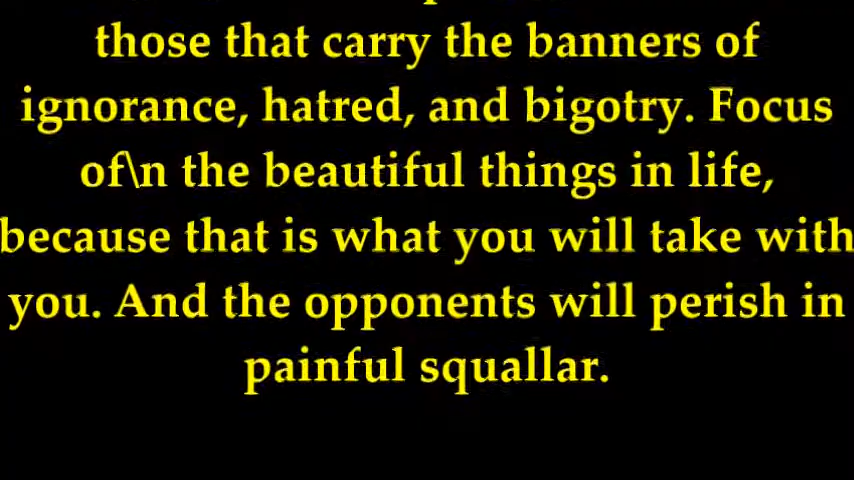 those that carry the banners of
ignorance, hatred, and bigotry. Focus
of\n the beautiful things in life,
because that is what you will take with
you. And the opponents will perish in
painful squallar.